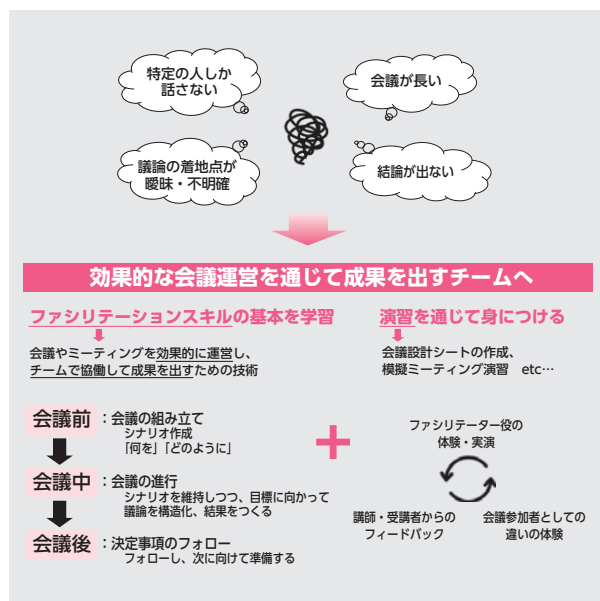 特定の人しか
話さない
会議が長い
議論の着地点が
曖昧・不明確
結論が出ない
効果的な会議運営を通じて成果を出すチームへ
ファシリテーションスキルの基本を学習
会議やミーティングを効果的に運営し、
チームで協働して成果を出すための技術
演習を通じて身につける
会議設計シートの作成、
模擬ミーティング演習　etc…
会議前：会議の組み立て
シナリオ作成
「何を」「どのように」
会議中：会議の進行
シナリオを維持しつつ、目標に向かって
議論を構造化、結果をつくる
会議後：決定事項のフォロー
フォローし、次に向けて準備する
+
ファシリテーター役の
体験・実演
講師・受講者からの
フィードバック
会議参加者としての
違いの体験